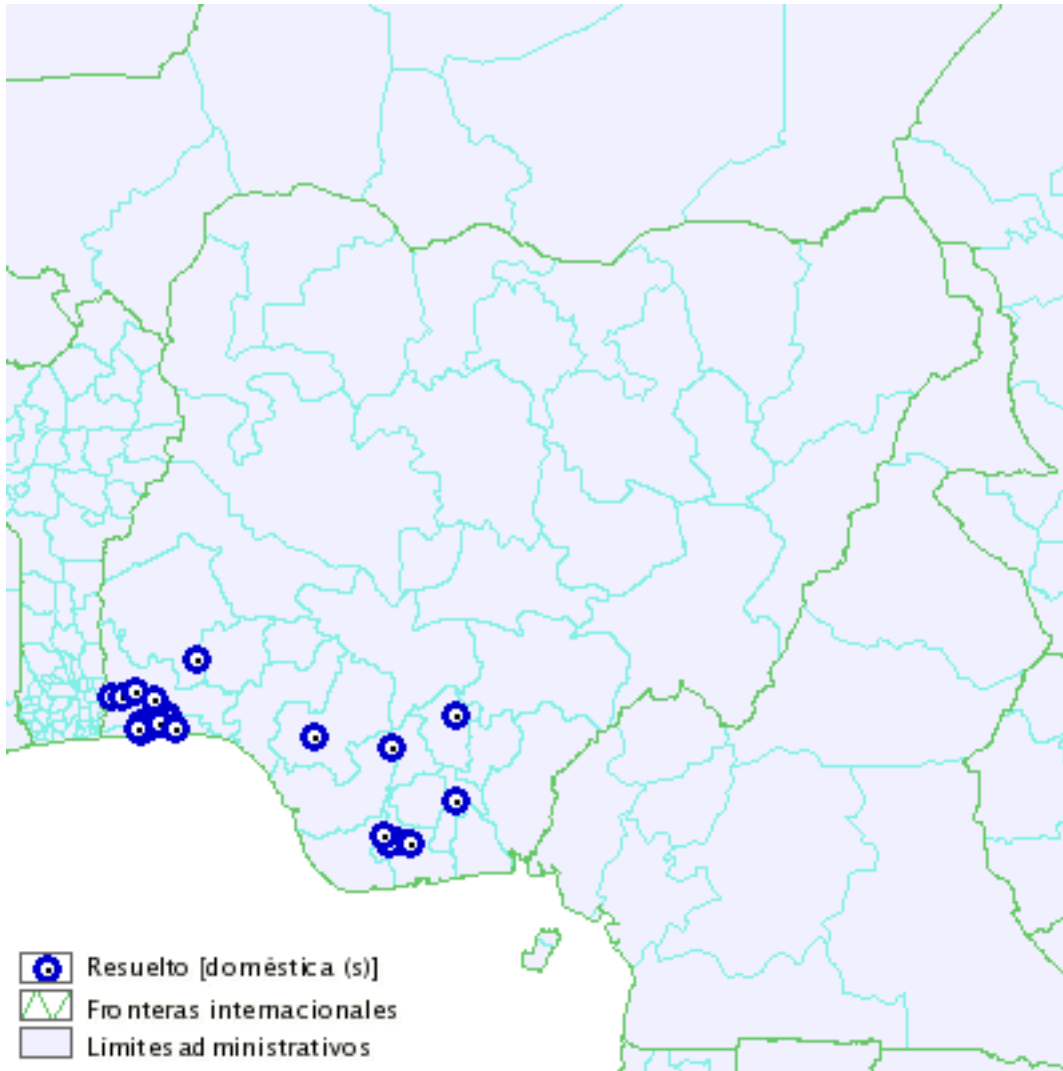 Resuelto [doméstica (s)]
Fronteras internacionales
Límites administrativos